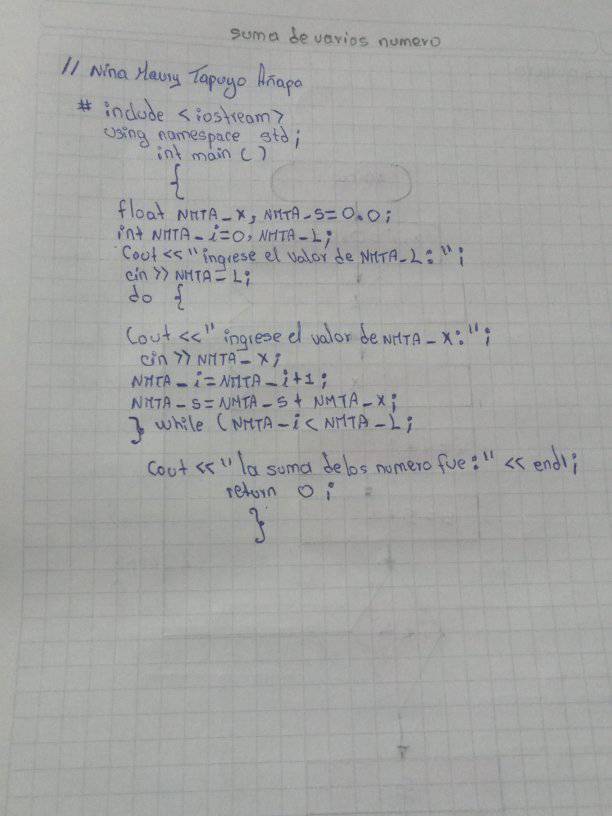 suma de varios numero
// Nina Maury Tapuyo Añapa
# include <iostream>
using namespace std;
int main ()
{
float NMTA_x, NMTA_s=0.0;
int NMTA_i=0, NMTA_L;
Cout <<"ingrese el valor de NMTA_L:";
cin >> NMTA=L;
do {
Cout <<" ingrese el valor de NMTA_x:";
cin >> NMTA_x;
NMTA_i=NMTA_i+1;
NMTA_s=NMTA_s+ NMTA_x;
} while (NMTA_i < NMTA_L;
Cout <<"la suma delos numero fue:" << endl;
return 0;
}